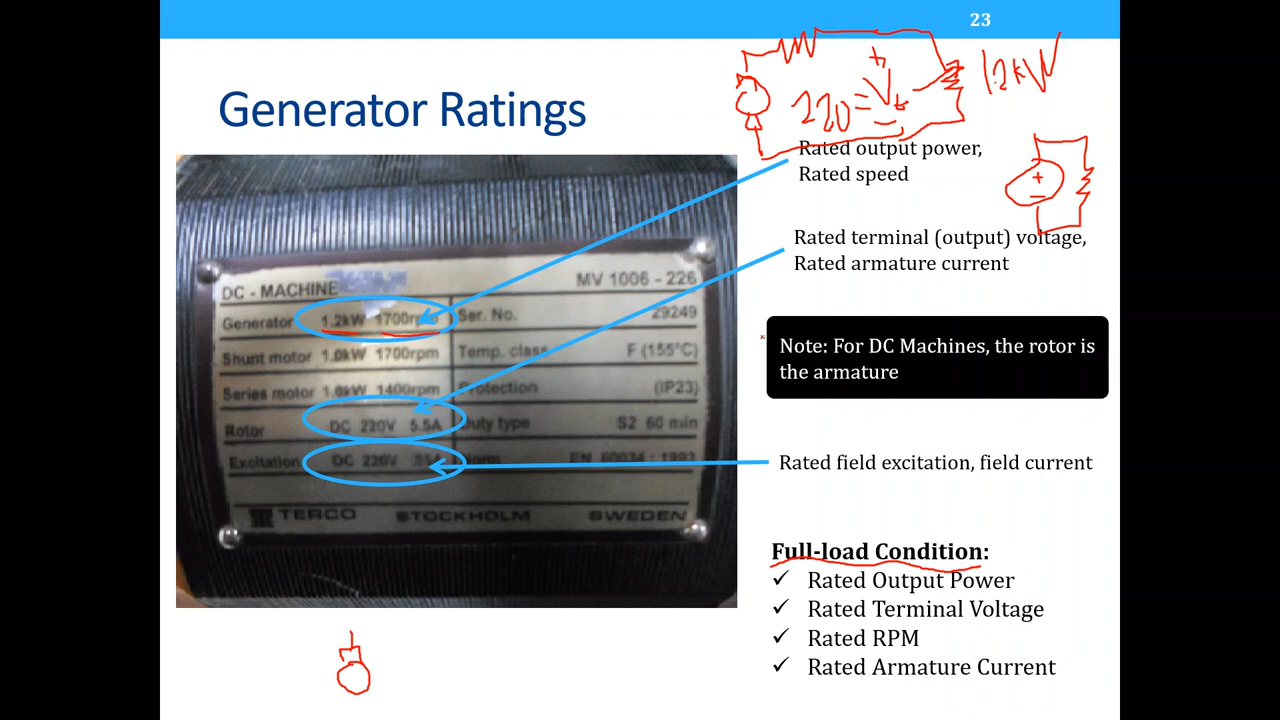 23
Generator Ratings
1.2kW
220 = Vt
+
-
Rated output power,
Rated speed
+
-
Rated terminal (output) voltage,
Rated armature current
DC - MACHINE
MV 1006 - 226
Generator 1.2kW 1700rpm
Ser. No. 29249
Shunt motor 1.0kW 1700rpm
Temp. class F (155°C)
Series motor 1.0kW 1400rpm
Protection (IP23)
Rotor DC 220V 5.5A
Duty type S2 60 min
Excitation DC 220V
Norm EN 60034 : 1993
TERCO STOCKHOLM SWEDEN
Note: For DC Machines, the rotor is
the armature
Rated field excitation, field current
Full-load Condition:
✓ Rated Output Power
✓ Rated Terminal Voltage
✓ Rated RPM
✓ Rated Armature Current